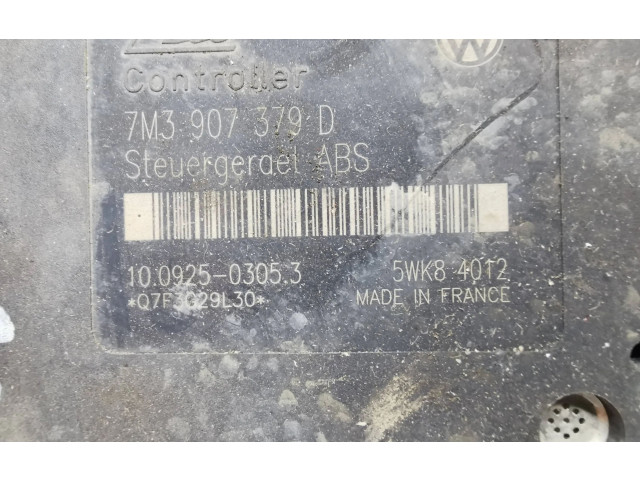 Controller
7M3 907 379 D
Steuergeraet ABS
10.0925-0305.3 5WK8 4012
*Q7F3029L30* MADE IN FRANCE